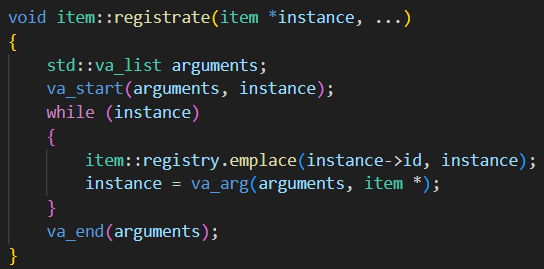 void item::registrate(item *instance, ...)
{
    std::va_list arguments;
    va_start(arguments, instance);
    while (instance)
    {
        item::registry.emplace(instance->id, instance);
        instance = va_arg(arguments, item *);
    }
    va_end(arguments);
}